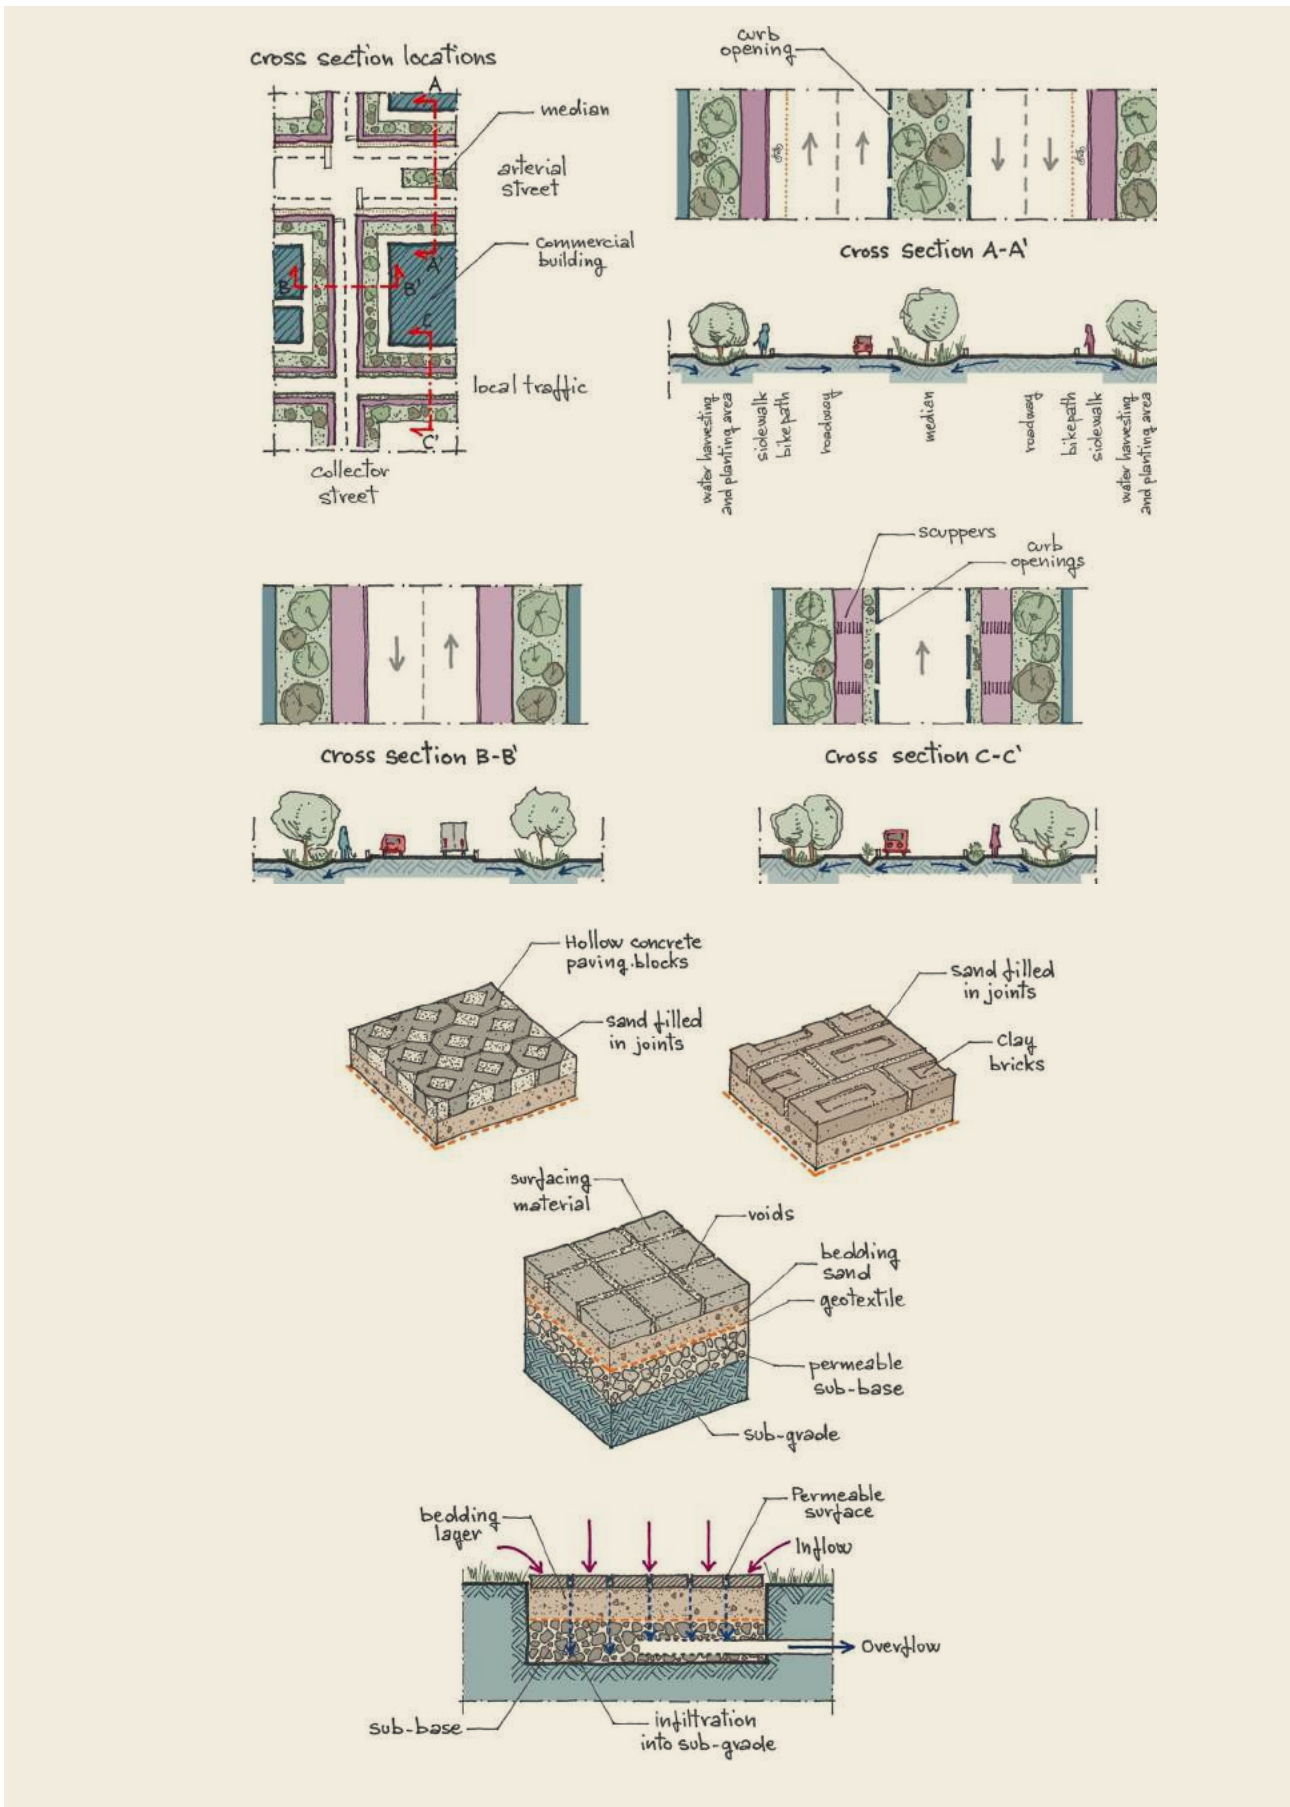 cross section locations
A
median
arterial
street
commercial
building
A'
B
B'
C
local traffic
C'
collector
street
curb
opening
cross section A-A'
water harvesting
and planting area
sidewalk
bikepath
roadway
median
roadway
bikepath
sidewalk
water harvesting
and planting area
cross section B-B'
scuppers
curb
openings
cross section C-C'
Hollow concrete
paving blocks
sand filled
in joints
sand filled
in joints
clay
bricks
surfacing
material
voids
bedding
sand
geotextile
permeable
sub-base
sub-grade
bedding
layer
Permeable
surface
Inflow
Overflow
sub-base
infiltration
into sub-grade